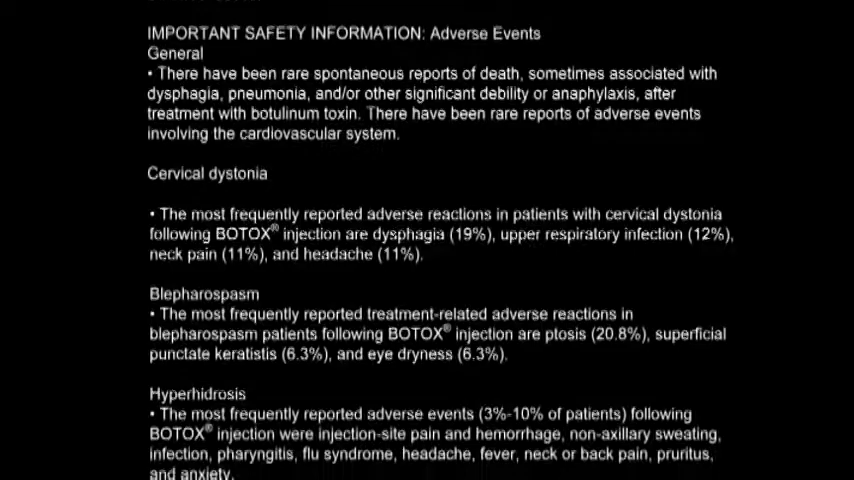 IMPORTANT SAFETY INFORMATION: Adverse Events
General
• There have been rare spontaneous reports of death, sometimes associated with
dysphagia, pneumonia, and/or other significant debility or anaphylaxis, after
treatment with botulinum toxin. There have been rare reports of adverse events
involving the cardiovascular system.
Cervical dystonia
• The most frequently reported adverse reactions in patients with cervical dystonia
following BOTOX® injection are dysphagia (19%), upper respiratory infection (12%),
neck pain (11%), and headache (11%).
Blepharospasm
• The most frequently reported treatment-related adverse reactions in
blepharospasm patients following BOTOX® injection are ptosis (20.8%), superficial
punctate keratistis (6.3%), and eye dryness (6.3%).
Hyperhidrosis
• The most frequently reported adverse events (3%-10% of patients) following
BOTOX® injection were injection-site pain and hemorrhage, non-axillary sweating,
infection, pharyngitis, flu syndrome, headache, fever, neck or back pain, pruritus,
and anxiety.